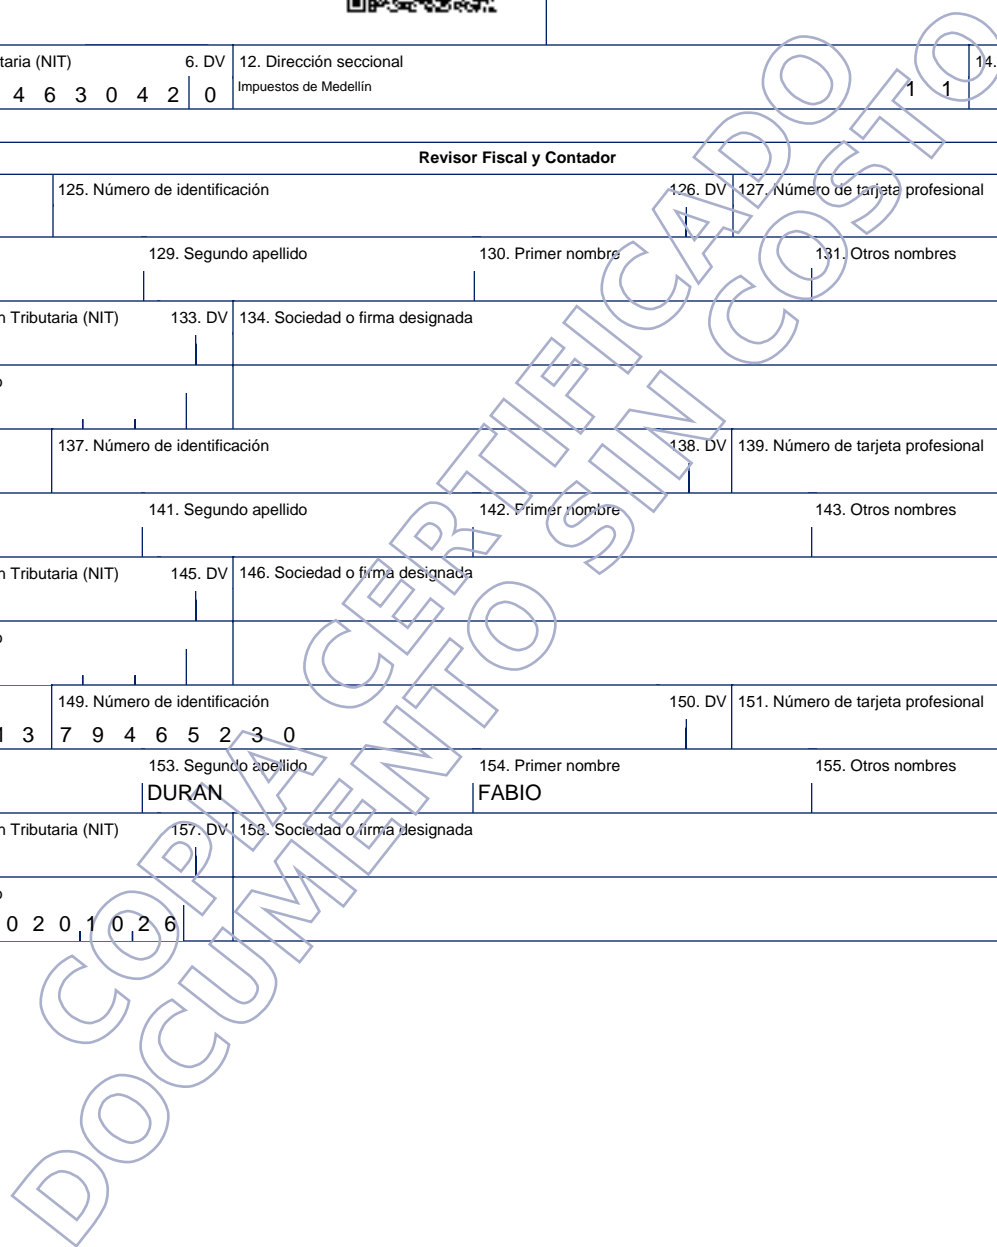 taria (NIT) 6. DV 12. Dirección seccional 14.
4 6 3 0 4 2 0 Impuestos de Medellín 1 1
Revisor Fiscal y Contador
125. Número de identificación 126. DV 127. Número de tarjeta profesional
129. Segundo apellido 130. Primer nombre 131. Otros nombres
n Tributaria (NIT) 133. DV 134. Sociedad o firma designada
o
137. Número de identificación 138. DV 139. Número de tarjeta profesional
141. Segundo apellido 142. Primer nombre 143. Otros nombres
n Tributaria (NIT) 145. DV 146. Sociedad o firma designada
o
149. Número de identificación 150. DV 151. Número de tarjeta profesional
1 3 7 9 4 6 5 2 3 0
153. Segundo apellido 154. Primer nombre 155. Otros nombres
DURAN FABIO
n Tributaria (NIT) 157. DV 158. Sociedad o firma designada
o
0 2 0 1 0 2 6
COPIA CERTIFICADO
DOCUMENTO SIN COSTO